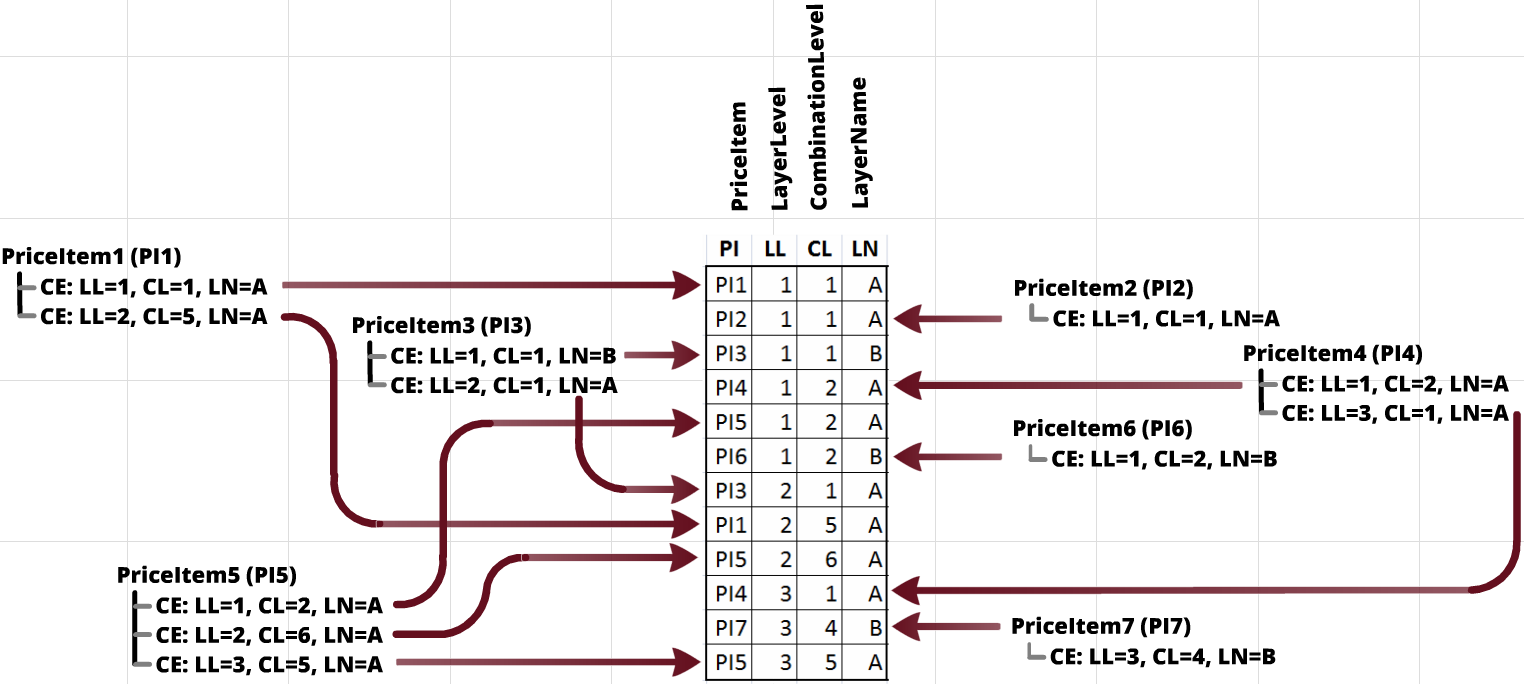 PriceItem
LayerLevel
CombinationLevel
LayerName
PriceItem1 (PI1)
CE: LL=1, CL=1, LN=A
CE: LL=2, CL=5, LN=A
PriceItem3 (PI3)
CE: LL=1, CL=1, LN=B
CE: LL=2, CL=1, LN=A
PriceItem5 (PI5)
CE: LL=1, CL=2, LN=A
CE: LL=2, CL=6, LN=A
CE: LL=3, CL=5, LN=A
PI LL CL LN
PI1 1 1 A
PI2 1 1 A
PI3 1 1 B
PI4 1 2 A
PI5 1 2 A
PI6 1 2 B
PI3 2 1 A
PI1 2 5 A
PI5 2 6 A
PI4 3 1 A
PI7 3 4 B
PI5 3 5 A
PriceItem2 (PI2)
CE: LL=1, CL=1, LN=A
PriceItem4 (PI4)
CE: LL=1, CL=2, LN=A
CE: LL=3, CL=1, LN=A
PriceItem6 (PI6)
CE: LL=1, CL=2, LN=B
PriceItem7 (PI7)
CE: LL=3, CL=4, LN=B